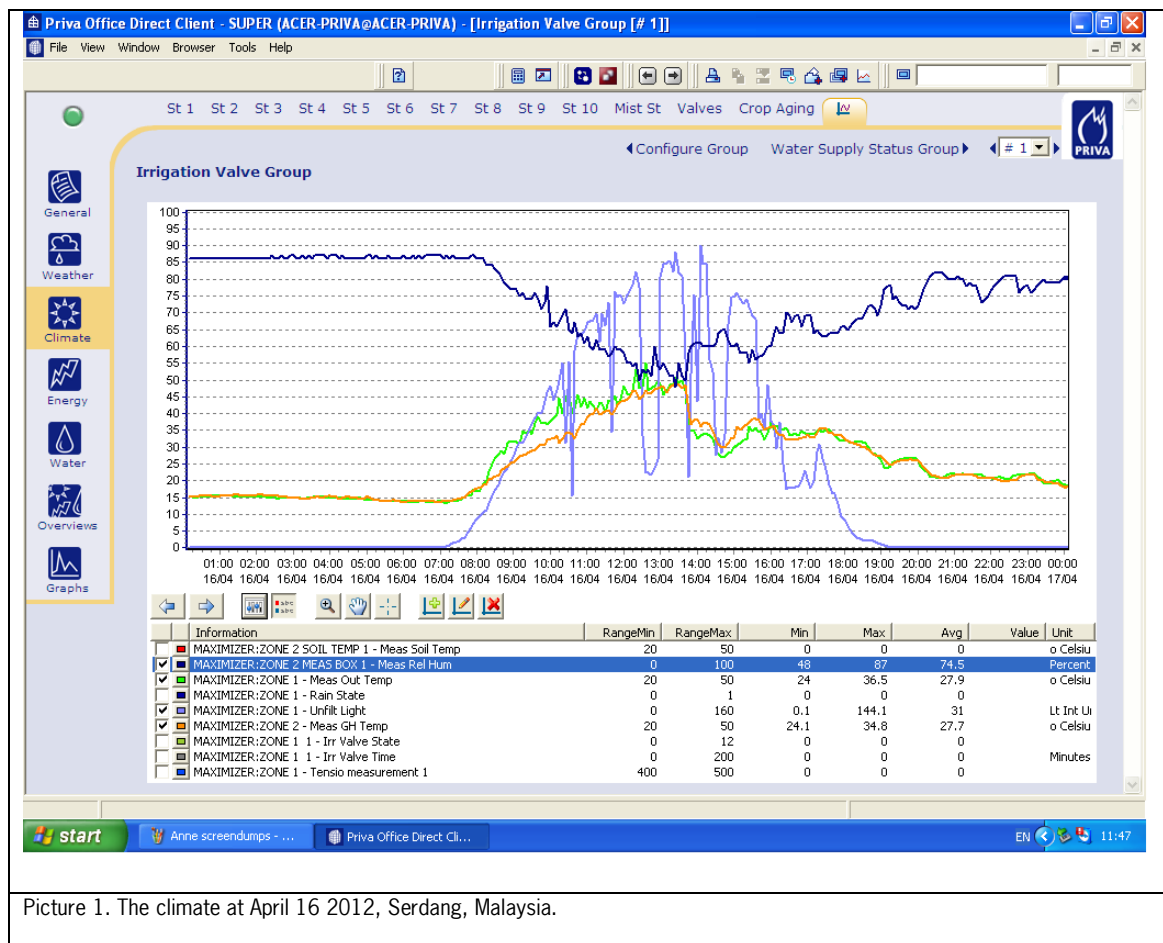 Priva Office Direct Client - SUPER (ACER-PRIVA@ACER-PRIVA) - [Irrigation Valve Group [# 1]]
File View Window Browser Tools Help
St 1 St 2 St 3 St 4 St 5 St 6 St 7 St 8 St 9 St 10 Mist St Valves Crop Aging
Configure Group Water Supply Status Group # 1
PRIVA
Irrigation Valve Group
General
Weather
Climate
Energy
Water
Overviews
Graphs
100
95
90
85
80
75
70
65
60
55
50
45
40
35
30
25
20
15
10
5
0
01:00 02:00 03:00 04:00 05:00 06:00 07:00 08:00 09:00 10:00 11:00 12:00 13:00 14:00 15:00 16:00 17:00 18:00 19:00 20:00 21:00 22:00 23:00 00:00
16/04 16/04 16/04 16/04 16/04 16/04 16/04 16/04 16/04 16/04 16/04 16/04 16/04 16/04 16/04 16/04 16/04 16/04 16/04 16/04 16/04 16/04 16/04 17/04
Information RangeMin RangeMax Min Max Avg Value Unit
MAXIMIZER:ZONE 2 SOIL TEMP 1 - Meas Soil Temp 20 50 0 0 0 o Celsiu
MAXIMIZER:ZONE 2 MEAS BOX 1 - Meas Rel Hum 0 100 48 87 74.5 Percent
MAXIMIZER:ZONE 1 - Meas Out Temp 20 50 24 36.5 27.9 o Celsiu
MAXIMIZER:ZONE 1 - Rain State 0 1 0 0 0
MAXIMIZER:ZONE 1 - Unfilt Light 0 160 0.1 144.1 31 Lt Int Ui
MAXIMIZER:ZONE 2 - Meas GH Temp 20 50 24.1 34.8 27.7 o Celsiu
MAXIMIZER:ZONE 1 1 - Irr Valve State 0 12 0 0 0
MAXIMIZER:ZONE 1 1 - Irr Valve Time 0 200 0 0 0 Minutes
MAXIMIZER:ZONE 1 - Tensio measurement 1 400 500 0 0 0
start Anne screendumps - ... Priva Office Direct Cli... EN 11:47
Picture 1. The climate at April 16 2012, Serdang, Malaysia.